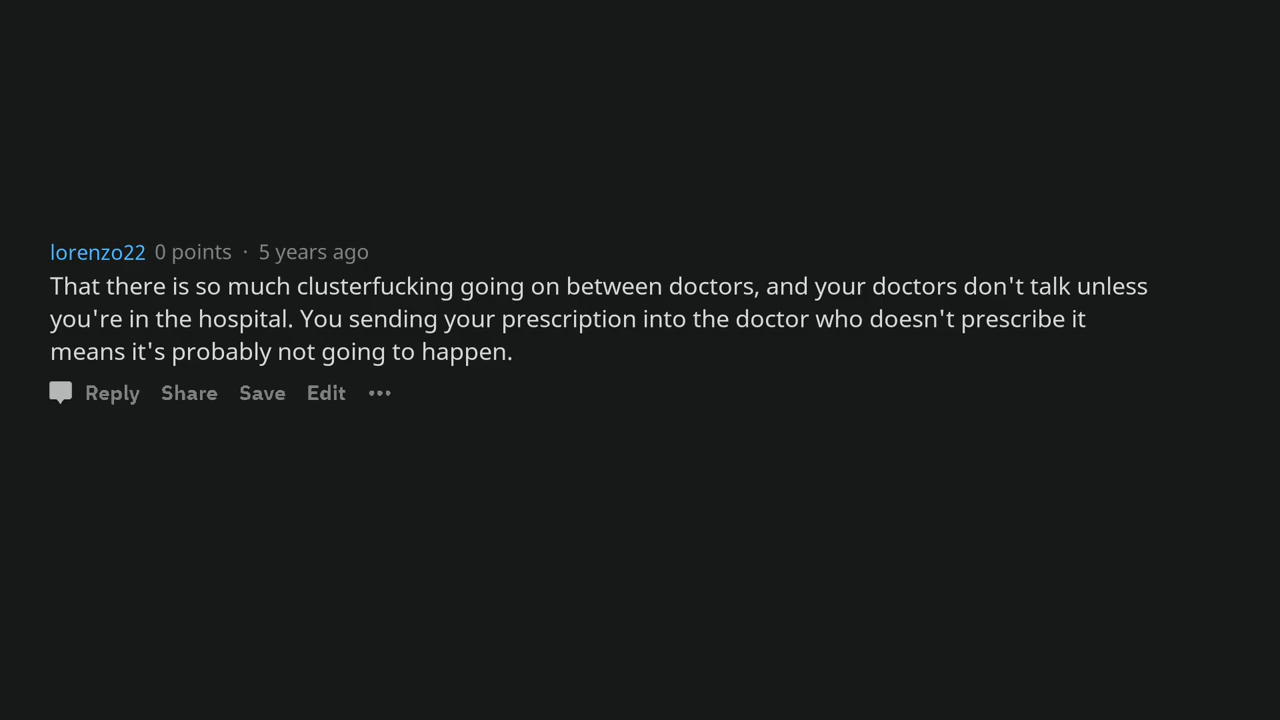 lorenzo22 0 points · 5 years ago
That there is so much clusterfucking going on between doctors, and your doctors don't talk unless
you're in the hospital. You sending your prescription into the doctor who doesn't prescribe it
means it's probably not going to happen.
Reply Share Save Edit •••